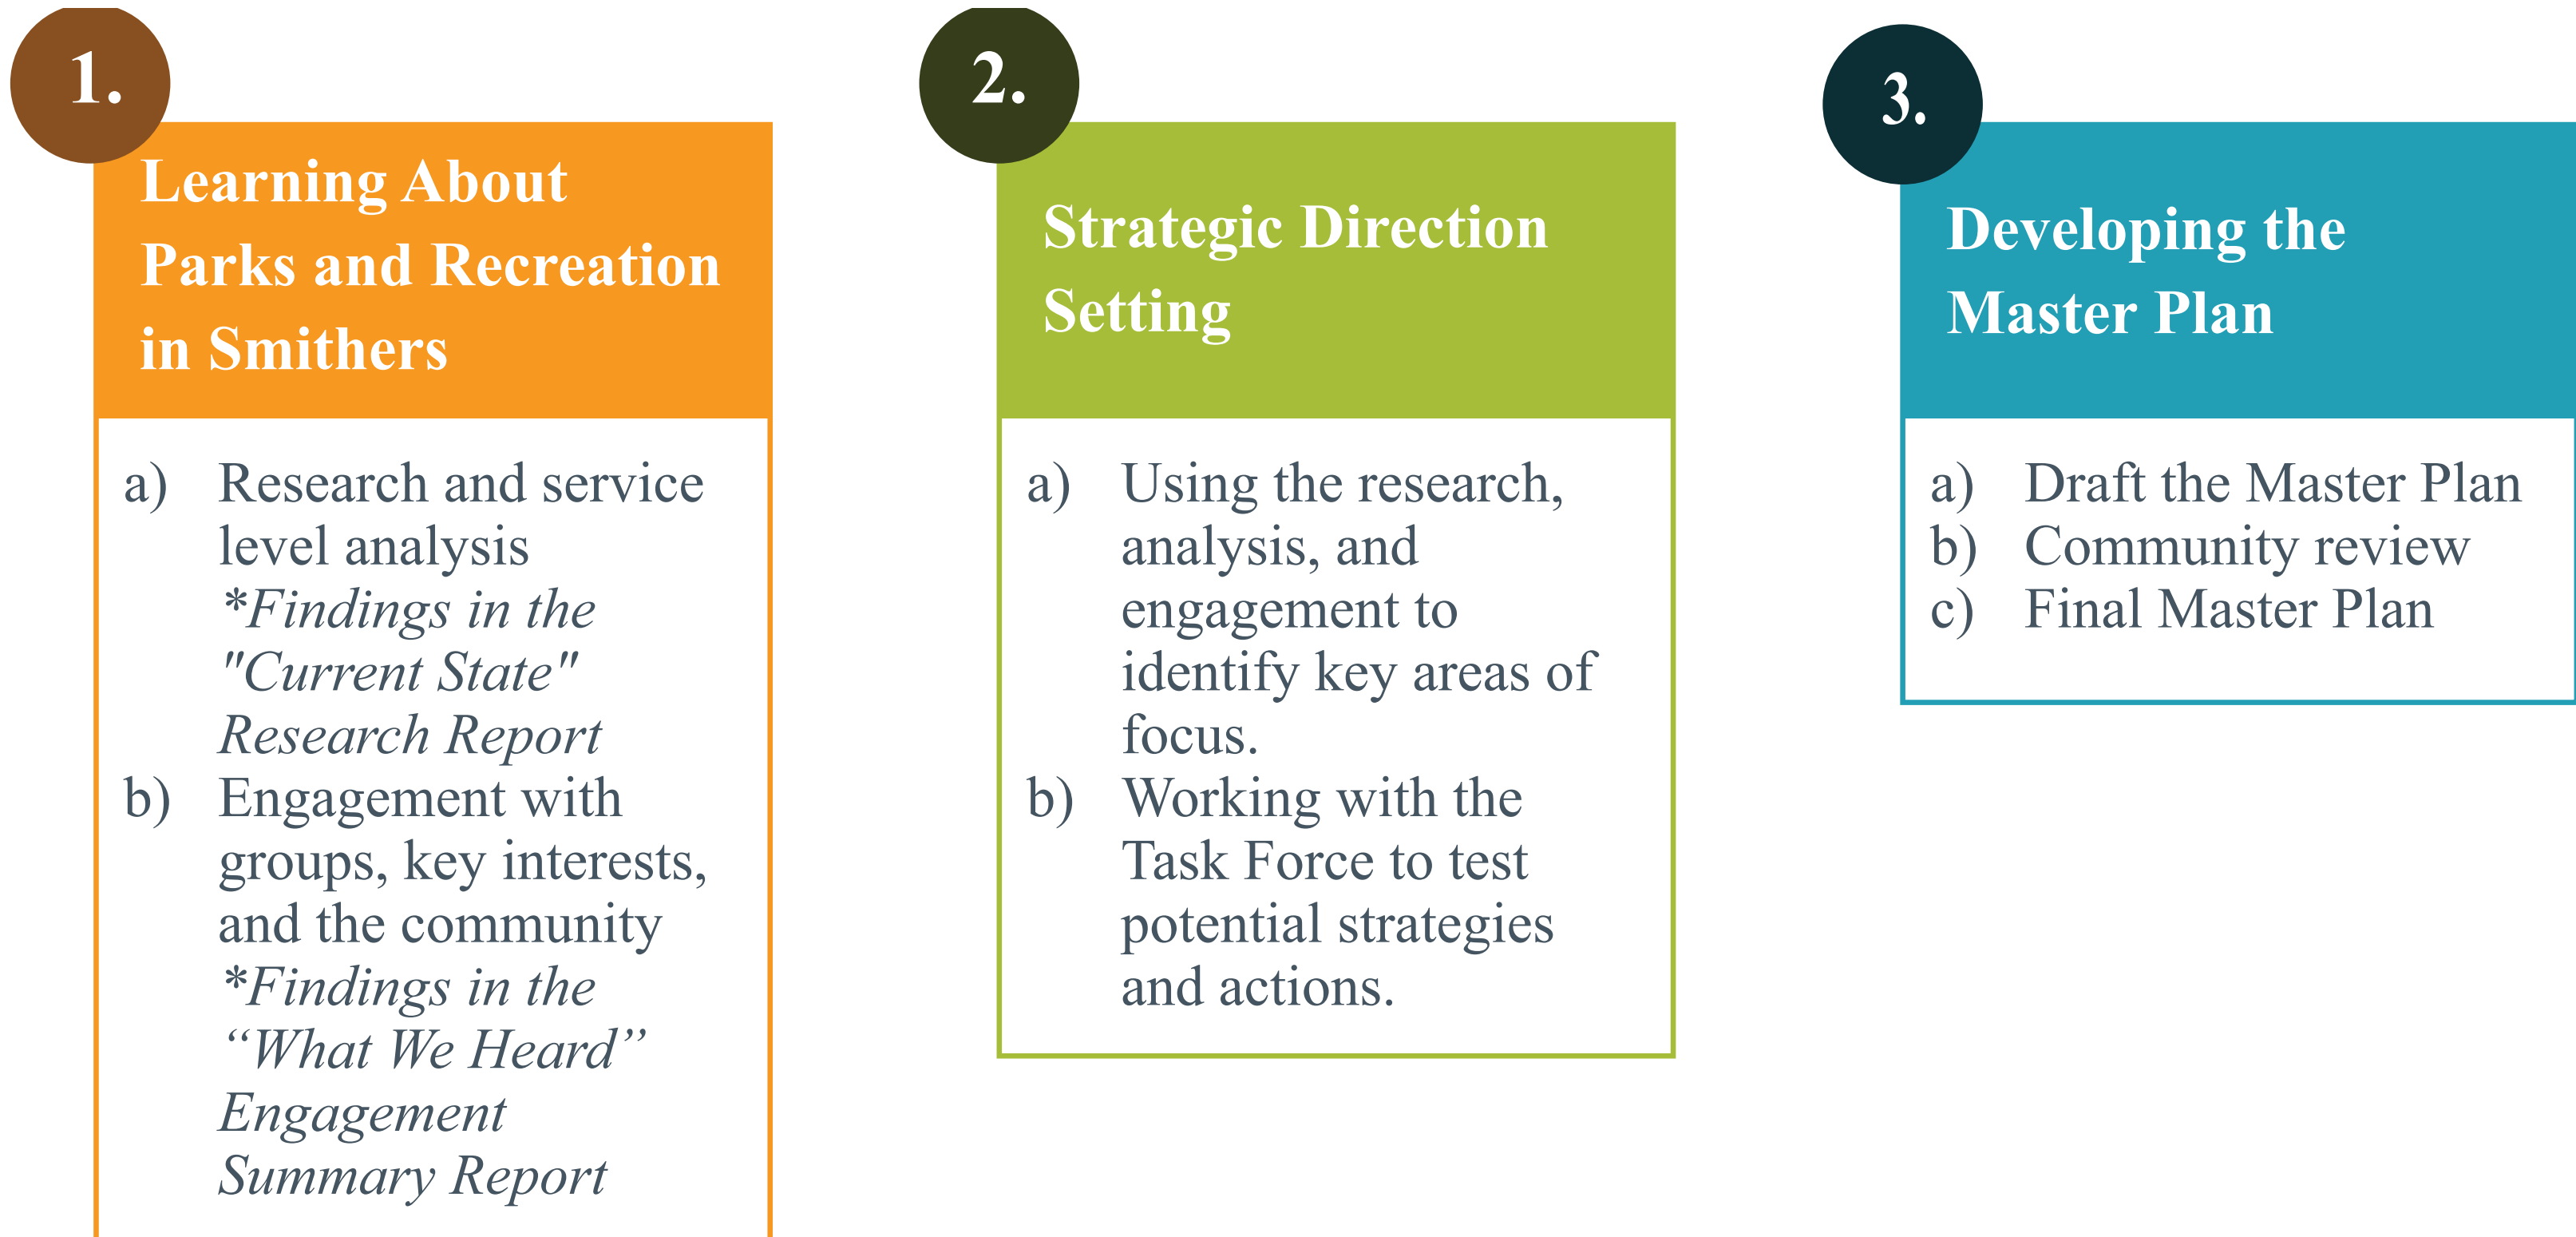 1.
Learning About
Parks and Recreation
in Smithers
a) Research and service
level analysis
*Findings in the
"Current State"
Research Report
b) Engagement with
groups, key interests,
and the community
*Findings in the
“What We Heard”
Engagement
Summary Report
2.
Strategic Direction
Setting
a) Using the research,
analysis, and
engagement to
identify key areas of
focus.
b) Working with the
Task Force to test
potential strategies
and actions.
3.
Developing the
Master Plan
a) Draft the Master Plan
b) Community review
c) Final Master Plan